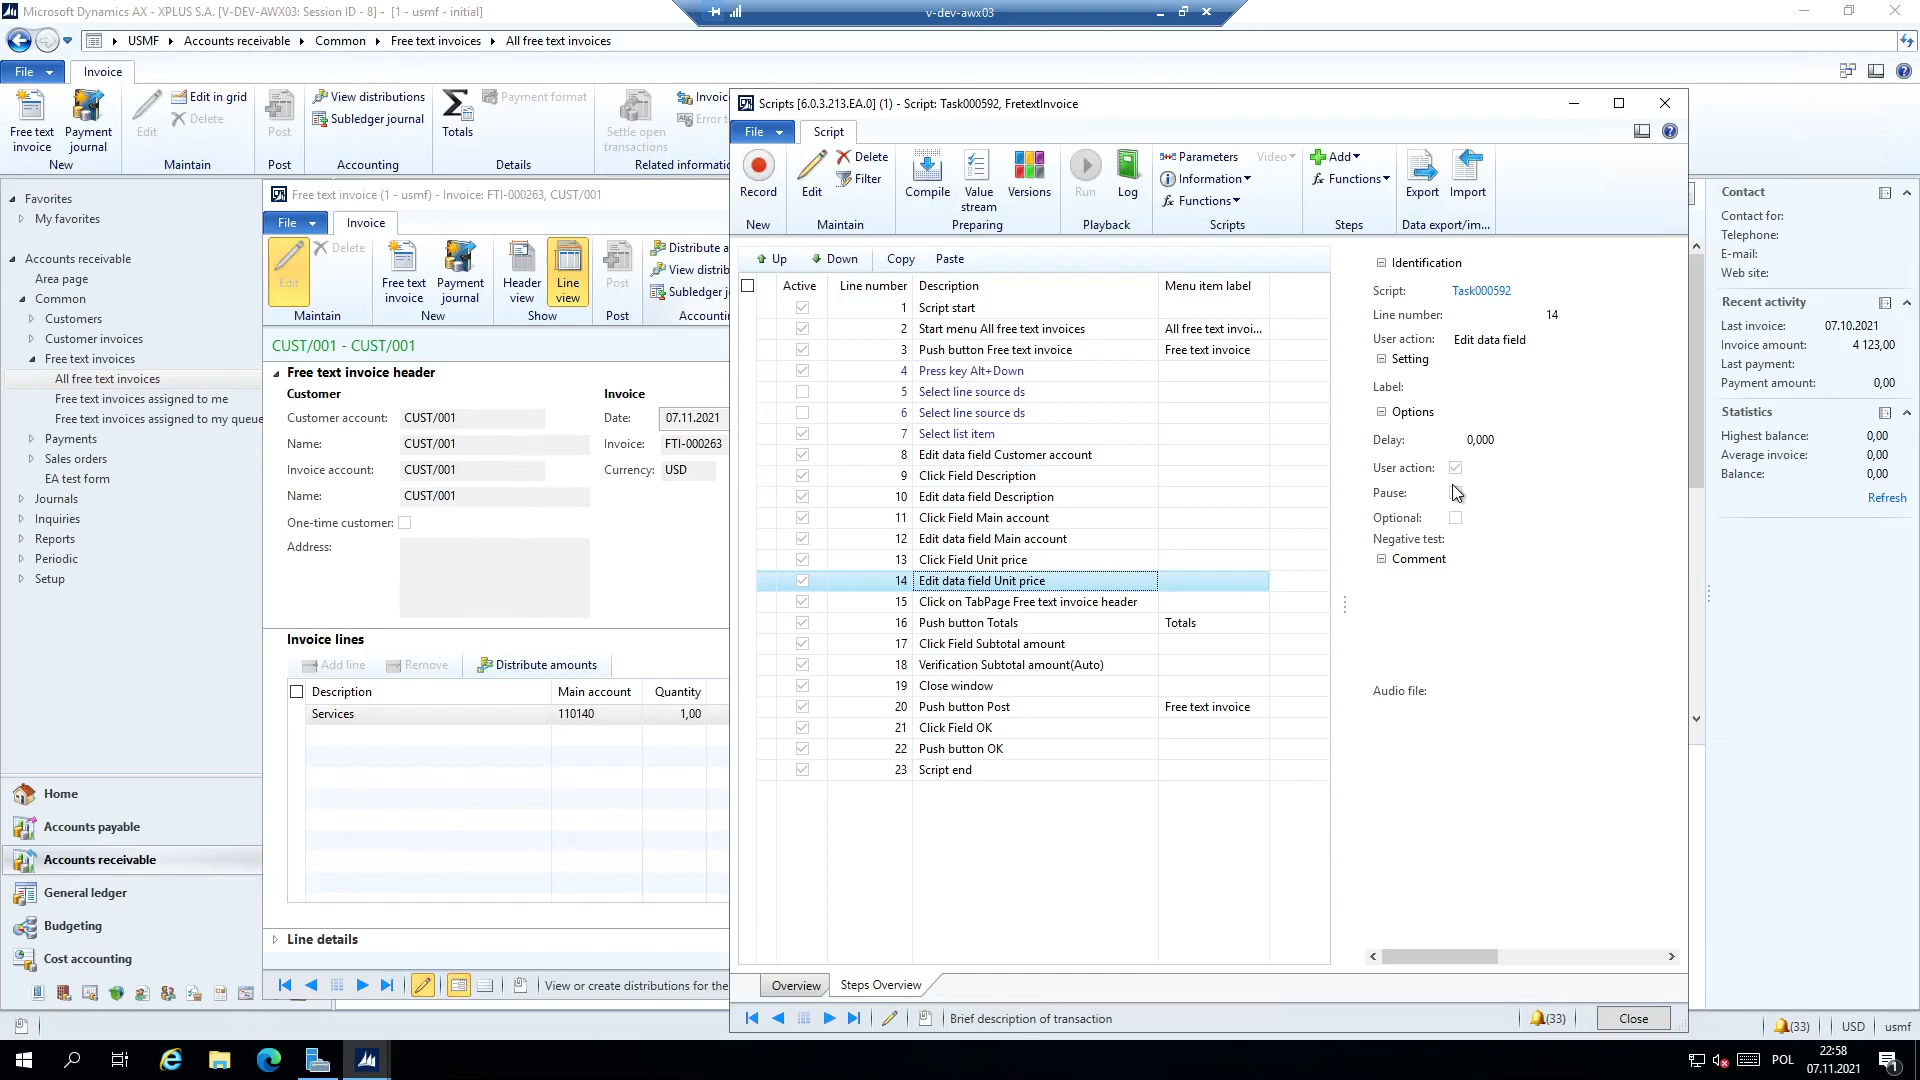 Microsoft Dynamics AX - XPLUS S.A. [V-DEV-AWX03: Session ID - 8] - [1 - usmf - initial]
v-dev-awx03
USMF Accounts receivable Common Free text invoices All free text invoices
File Invoice
Free text invoice
Payment journal
New
Edit
Edit in grid
Delete
Maintain
Post
Post
View distributions
Subledger journal
Accounting
Totals
Payment format
Details
Settle open transactions
Related informatio
Favorites
My favorites
Accounts receivable
Area page
Common
Customers
Customer invoices
Free text invoices
All free text invoices
Free text invoices assigned to me
Free text invoices assigned to my queue
Payments
Sales orders
EA test form
Journals
Inquiries
Reports
Periodic
Setup
Home
Accounts payable
Accounts receivable
General ledger
Budgeting
Cost accounting
Free text invoice (1 - usmf) - Invoice: FTI-000263, CUST/001
File Invoice
Edit
Delete
Maintain
Free text invoice
Payment journal
New
Header view
Line view
Show
Post
Post
Distribute a
View distrib
Subledger j
Accountin
CUST/001 - CUST/001
Free text invoice header
Customer
Customer account: CUST/001
Name: CUST/001
Invoice account: CUST/001
Name: CUST/001
One-time customer:
Address:
Invoice
Date: 07.11.2021
Invoice: FTI-000263
Currency: USD
Invoice lines
Add line Remove Distribute amounts
Description Main account Quantity
Services 110140 1,00
Line details
View or create distributions for the
Scripts [6.0.3.213.EA.0] (1) - Script: Task000592, FretextInvoice
File Script
Record
New
Edit
Delete
Filter
Maintain
Compile
Value stream
Versions
Preparing
Run
Log
Playback
Parameters Video
Information
Functions
Scripts
Add
Functions
Steps
Export
Import
Data export/im...
Up Down Copy Paste
Active Line number Description Menu item label
1 Script start
2 Start menu All free text invoices All free text invoi...
3 Push button Free text invoice Free text invoice
4 Press key Alt+Down
5 Select line source ds
6 Select line source ds
7 Select list item
8 Edit data field Customer account
9 Click Field Description
10 Edit data field Description
11 Click Field Main account
12 Edit data field Main account
13 Click Field Unit price
14 Edit data field Unit price
15 Click on TabPage Free text invoice header
16 Push button Totals Totals
17 Click Field Subtotal amount
18 Verification Subtotal amount(Auto)
19 Close window
20 Push button Post Free text invoice
21 Click Field OK
22 Push button OK
23 Script end
Identification
Script: Task000592
Line number: 14
User action: Edit data field
Setting
Label:
Options
Delay: 0,000
User action:
Pause:
Optional:
Negative test:
Comment
Audio file:
Overview Steps Overview
Brief description of transaction
(33)
Close
Contact
Contact for:
Telephone:
E-mail:
Web site:
Recent activity
Last invoice: 07.10.2021
Invoice amount: 4 123,00
Last payment:
Payment amount: 0,00
Statistics
Highest balance: 0,00
Average invoice: 0,00
Balance: 0,00
Refresh
(33) USD usmf
POL
22:58
07.11.2021
1